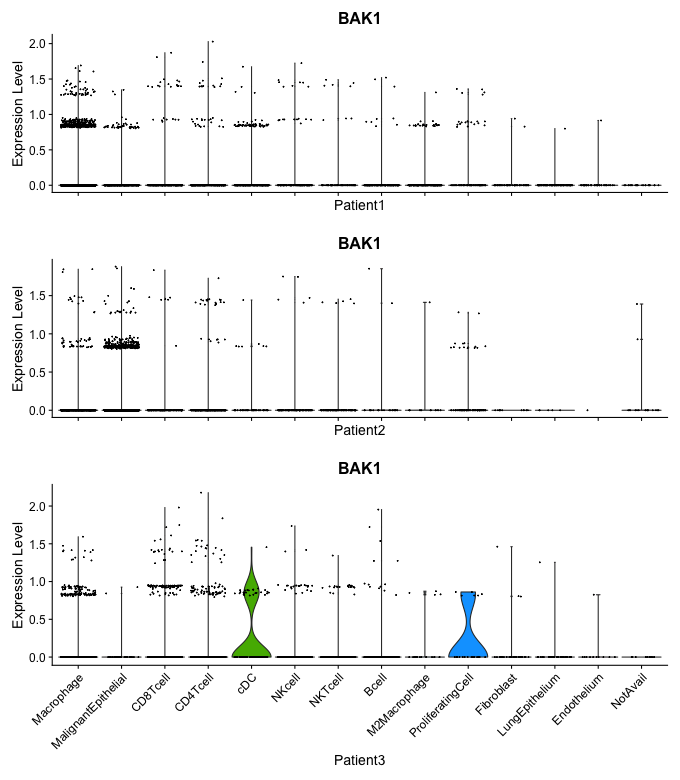 BAK1
Expression Level
2.0
1.5
1.0
0.5
0.0
Patient1
BAK1
Expression Level
1.5
1.0
0.5
0.0
Patient2
BAK1
Expression Level
2.0
1.5
1.0
0.5
0.0
Macrophage
MalignantEpithelial
CD8Tcell
CD4Tcell
cDC
NKcell
NKTcell
Bcell
M2Macrophage
ProliferatingCell
Fibroblast
LungEpithelium
Endothelium
NotAvail
Patient3